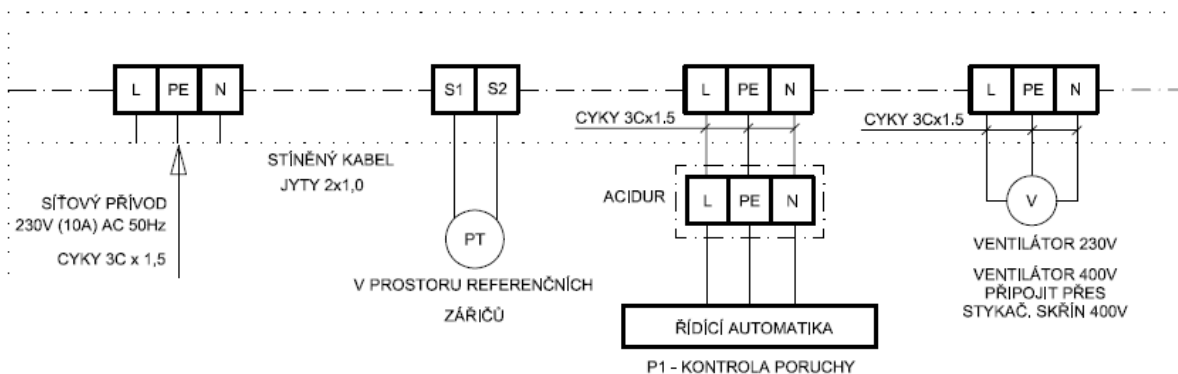 L PE N
SÍŤOVÝ PŘÍVOD
230V (10A) AC 50Hz
CYKY 3C x 1,5
S1 S2
STÍNĚNÝ KABEL
JYTY 2x1,0
PT
V PROSTORU REFERENČNÍCH
ZÁŘIČŮ
L PE N
CYKY 3Cx1.5
ACIDUR
L PE N
ŘÍDÍCÍ AUTOMATIKA
P1 - KONTROLA PORUCHY
L PE N
CYKY 3Cx1.5
V
VENTILÁTOR 230V
VENTILÁTOR 400V
PŘIPOJIT PŘES
STYKAČ, SKŘÍN 400V